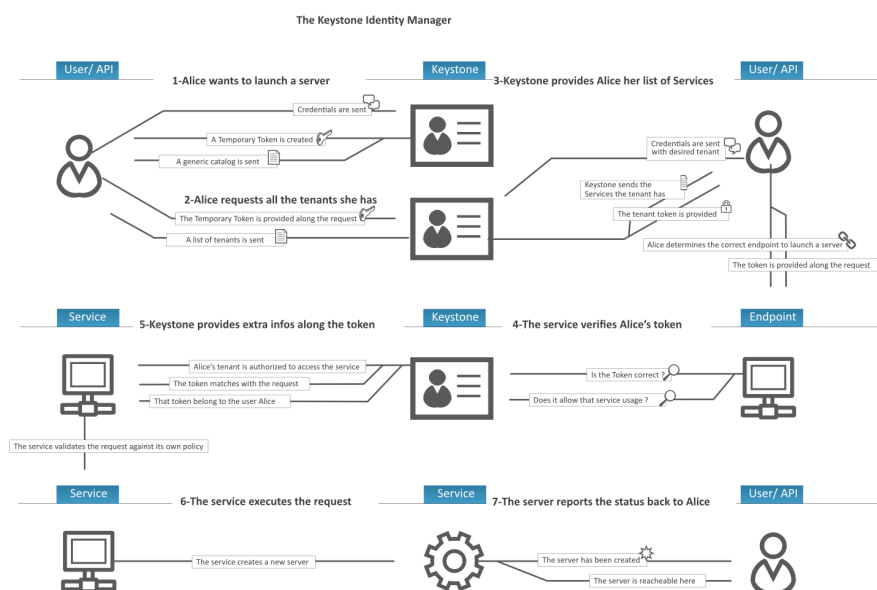 The Keystone Identity Manager
User/ API
1-Alice wants to launch a server
Keystone
3-Keystone provides Alice her list of Services
User/ API
Credentials are sent
A Temporary Token is created
A generic catalog is sent
Credentials are sent
with desired tenant
2-Alice requests all the tenants she has
Keystone sends the
Services the tenant has
The Temporary Token is provided along the request
The tenant token is provided
A list of tenants is sent
Alice determines the correct endpoint to launch a server
The token is provided along the request
Service
5-Keystone provides extra infos along the token
Keystone
4-The service verifies Alice's token
Endpoint
Alice's tenant is authorized to access the service
The token matches with the request
That token belong to the user Alice
Is the Token correct ?
Does it allow that service usage ?
The service validates the request against its own policy
Service
6-The service executes the request
Service
7-The server reports the status back to Alice
User/ API
The service creates a new server
The server has been created
The server is reacheable here